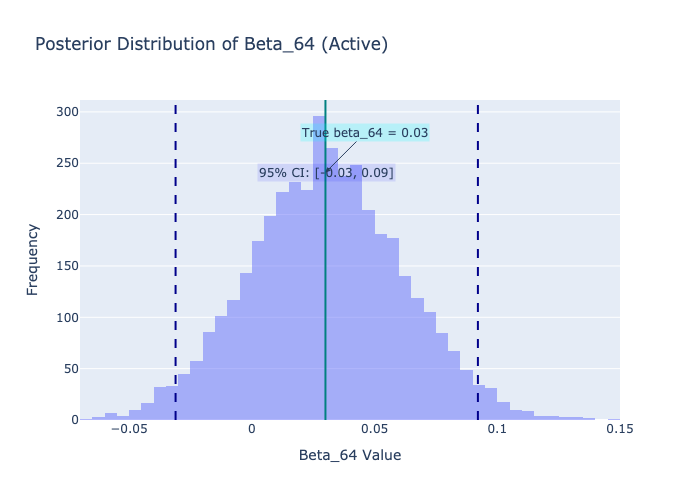 Posterior Distribution of Beta_64 (Active)
300
True beta_64 = 0.03
250
95% CI: [-0.03, 0.09]
200
Frequency
150
100
50
0
−0.05
0
0.05
0.1
0.15
Beta_64 Value